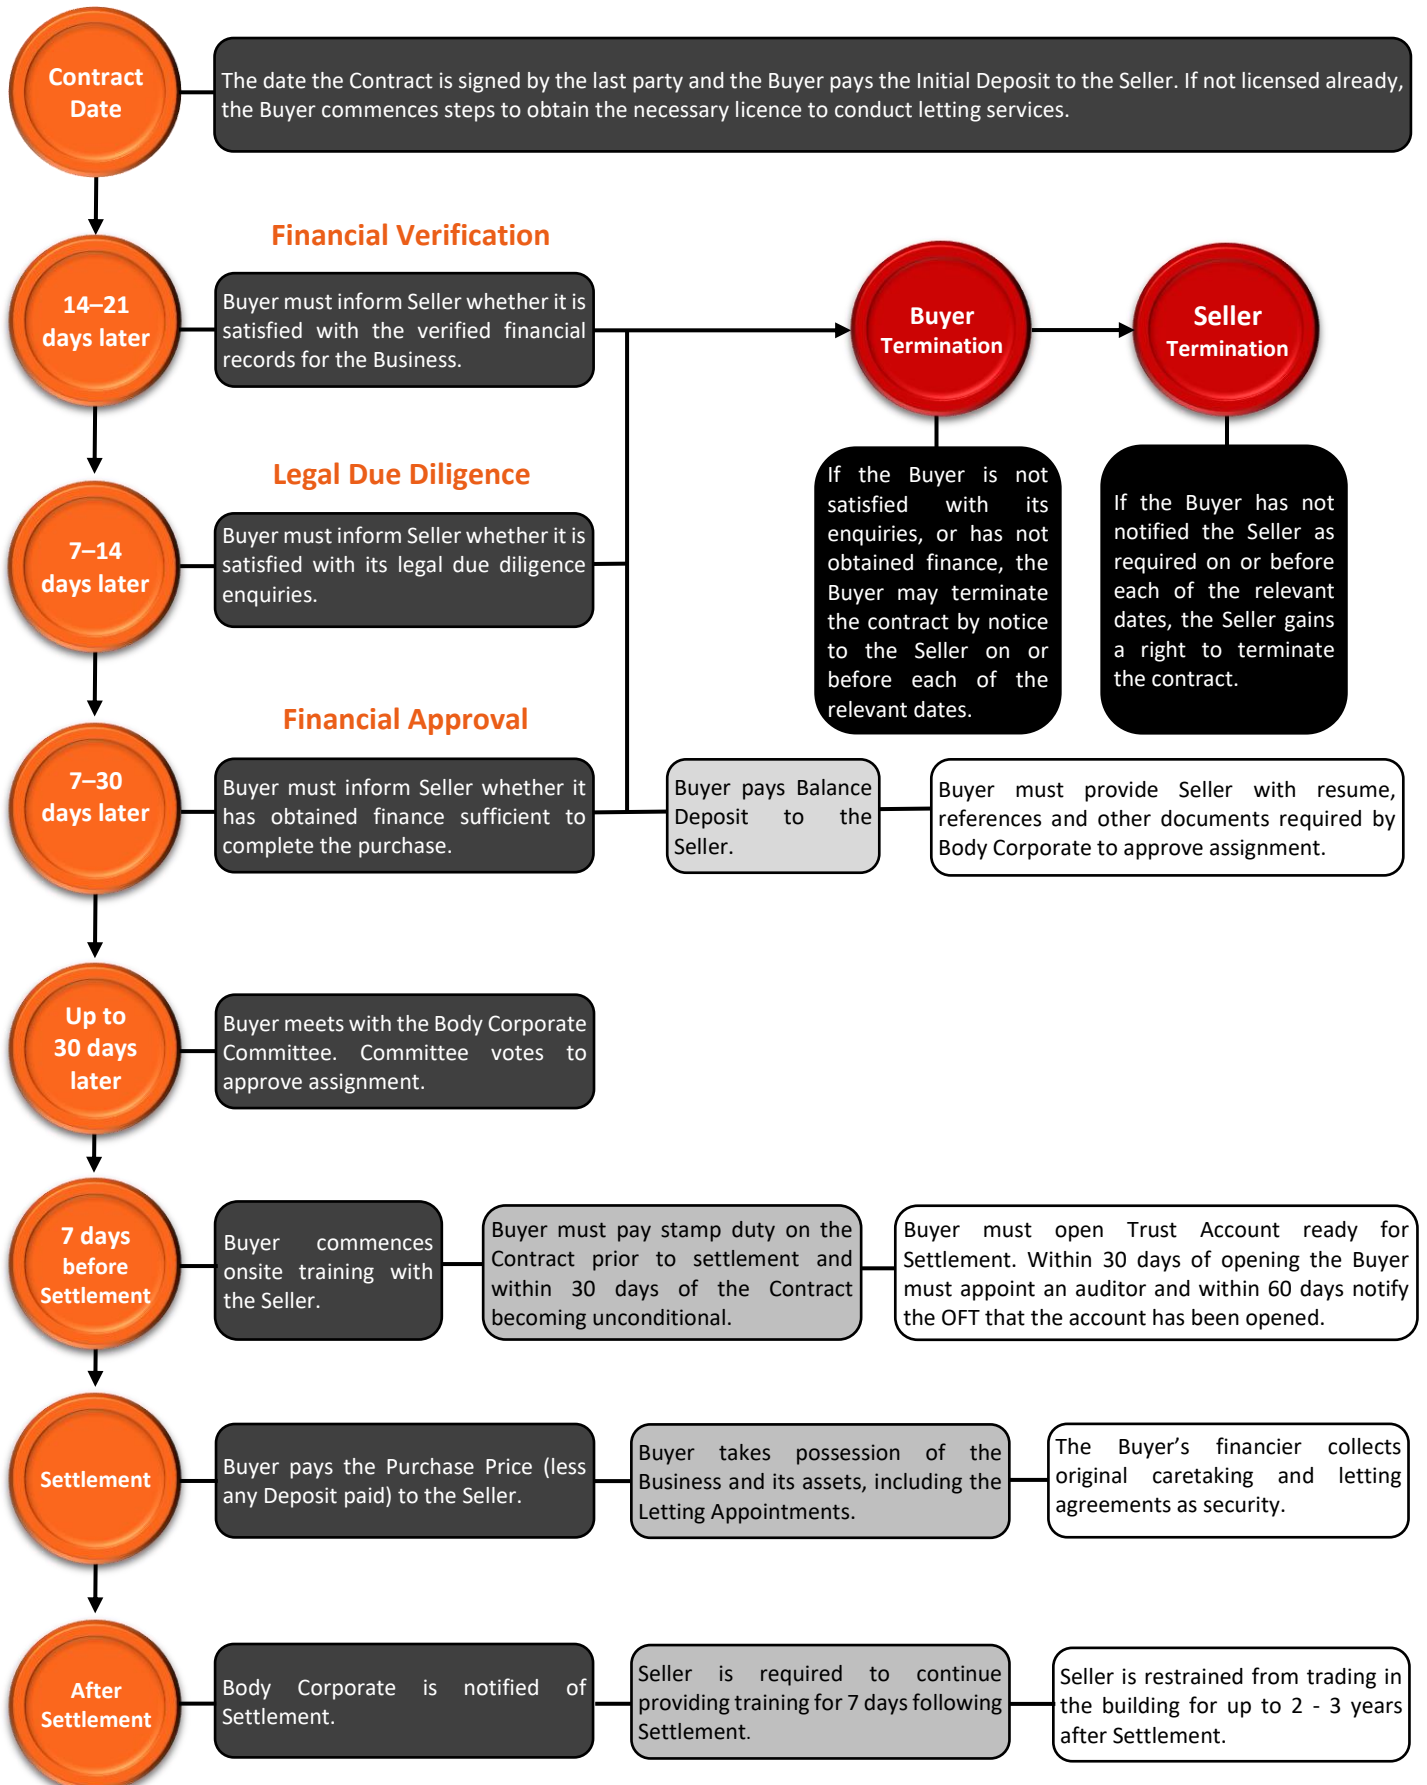 Contract
Date
The date the Contract is signed by the last party and the Buyer pays the Initial Deposit to the Seller. If not licensed already,
the Buyer commences steps to obtain the necessary licence to conduct letting services.
Financial Verification
14–21
days later
Buyer must inform Seller whether it is
satisfied with the verified financial
records for the Business.
Buyer
Termination
Seller
Termination
If the Buyer is not
satisfied with its
enquiries, or has not
obtained finance, the
Buyer may terminate
the contract by notice
to the Seller on or
before each of the
relevant dates.
If the Buyer has not
notified the Seller as
required on or before
each of the relevant
dates, the Seller gains
a right to terminate
the contract.
Legal Due Diligence
7–14
days later
Buyer must inform Seller whether it is
satisfied with its legal due diligence
enquiries.
Financial Approval
7–30
days later
Buyer must inform Seller whether it
has obtained finance sufficient to
complete the purchase.
Buyer pays Balance
Deposit to the
Seller.
Buyer must provide Seller with resume,
references and other documents required by
Body Corporate to approve assignment.
Up to
30 days
later
Buyer meets with the Body Corporate
Committee. Committee votes to
approve assignment.
7 days
before
Settlement
Buyer commences
onsite training with
the Seller.
Buyer must pay stamp duty on the
Contract prior to settlement and
within 30 days of the Contract
becoming unconditional.
Buyer must open Trust Account ready for
Settlement. Within 30 days of opening the Buyer
must appoint an auditor and within 60 days notify
the OFT that the account has been opened.
Settlement
Buyer pays the Purchase Price (less
any Deposit paid) to the Seller.
Buyer takes possession of the
Business and its assets, including the
Letting Appointments.
The Buyer’s financier collects
original caretaking and letting
agreements as security.
After
Settlement
Body Corporate is notified of
Settlement.
Seller is required to continue
providing training for 7 days following
Settlement.
Seller is restrained from trading in
the building for up to 2 - 3 years
after Settlement.